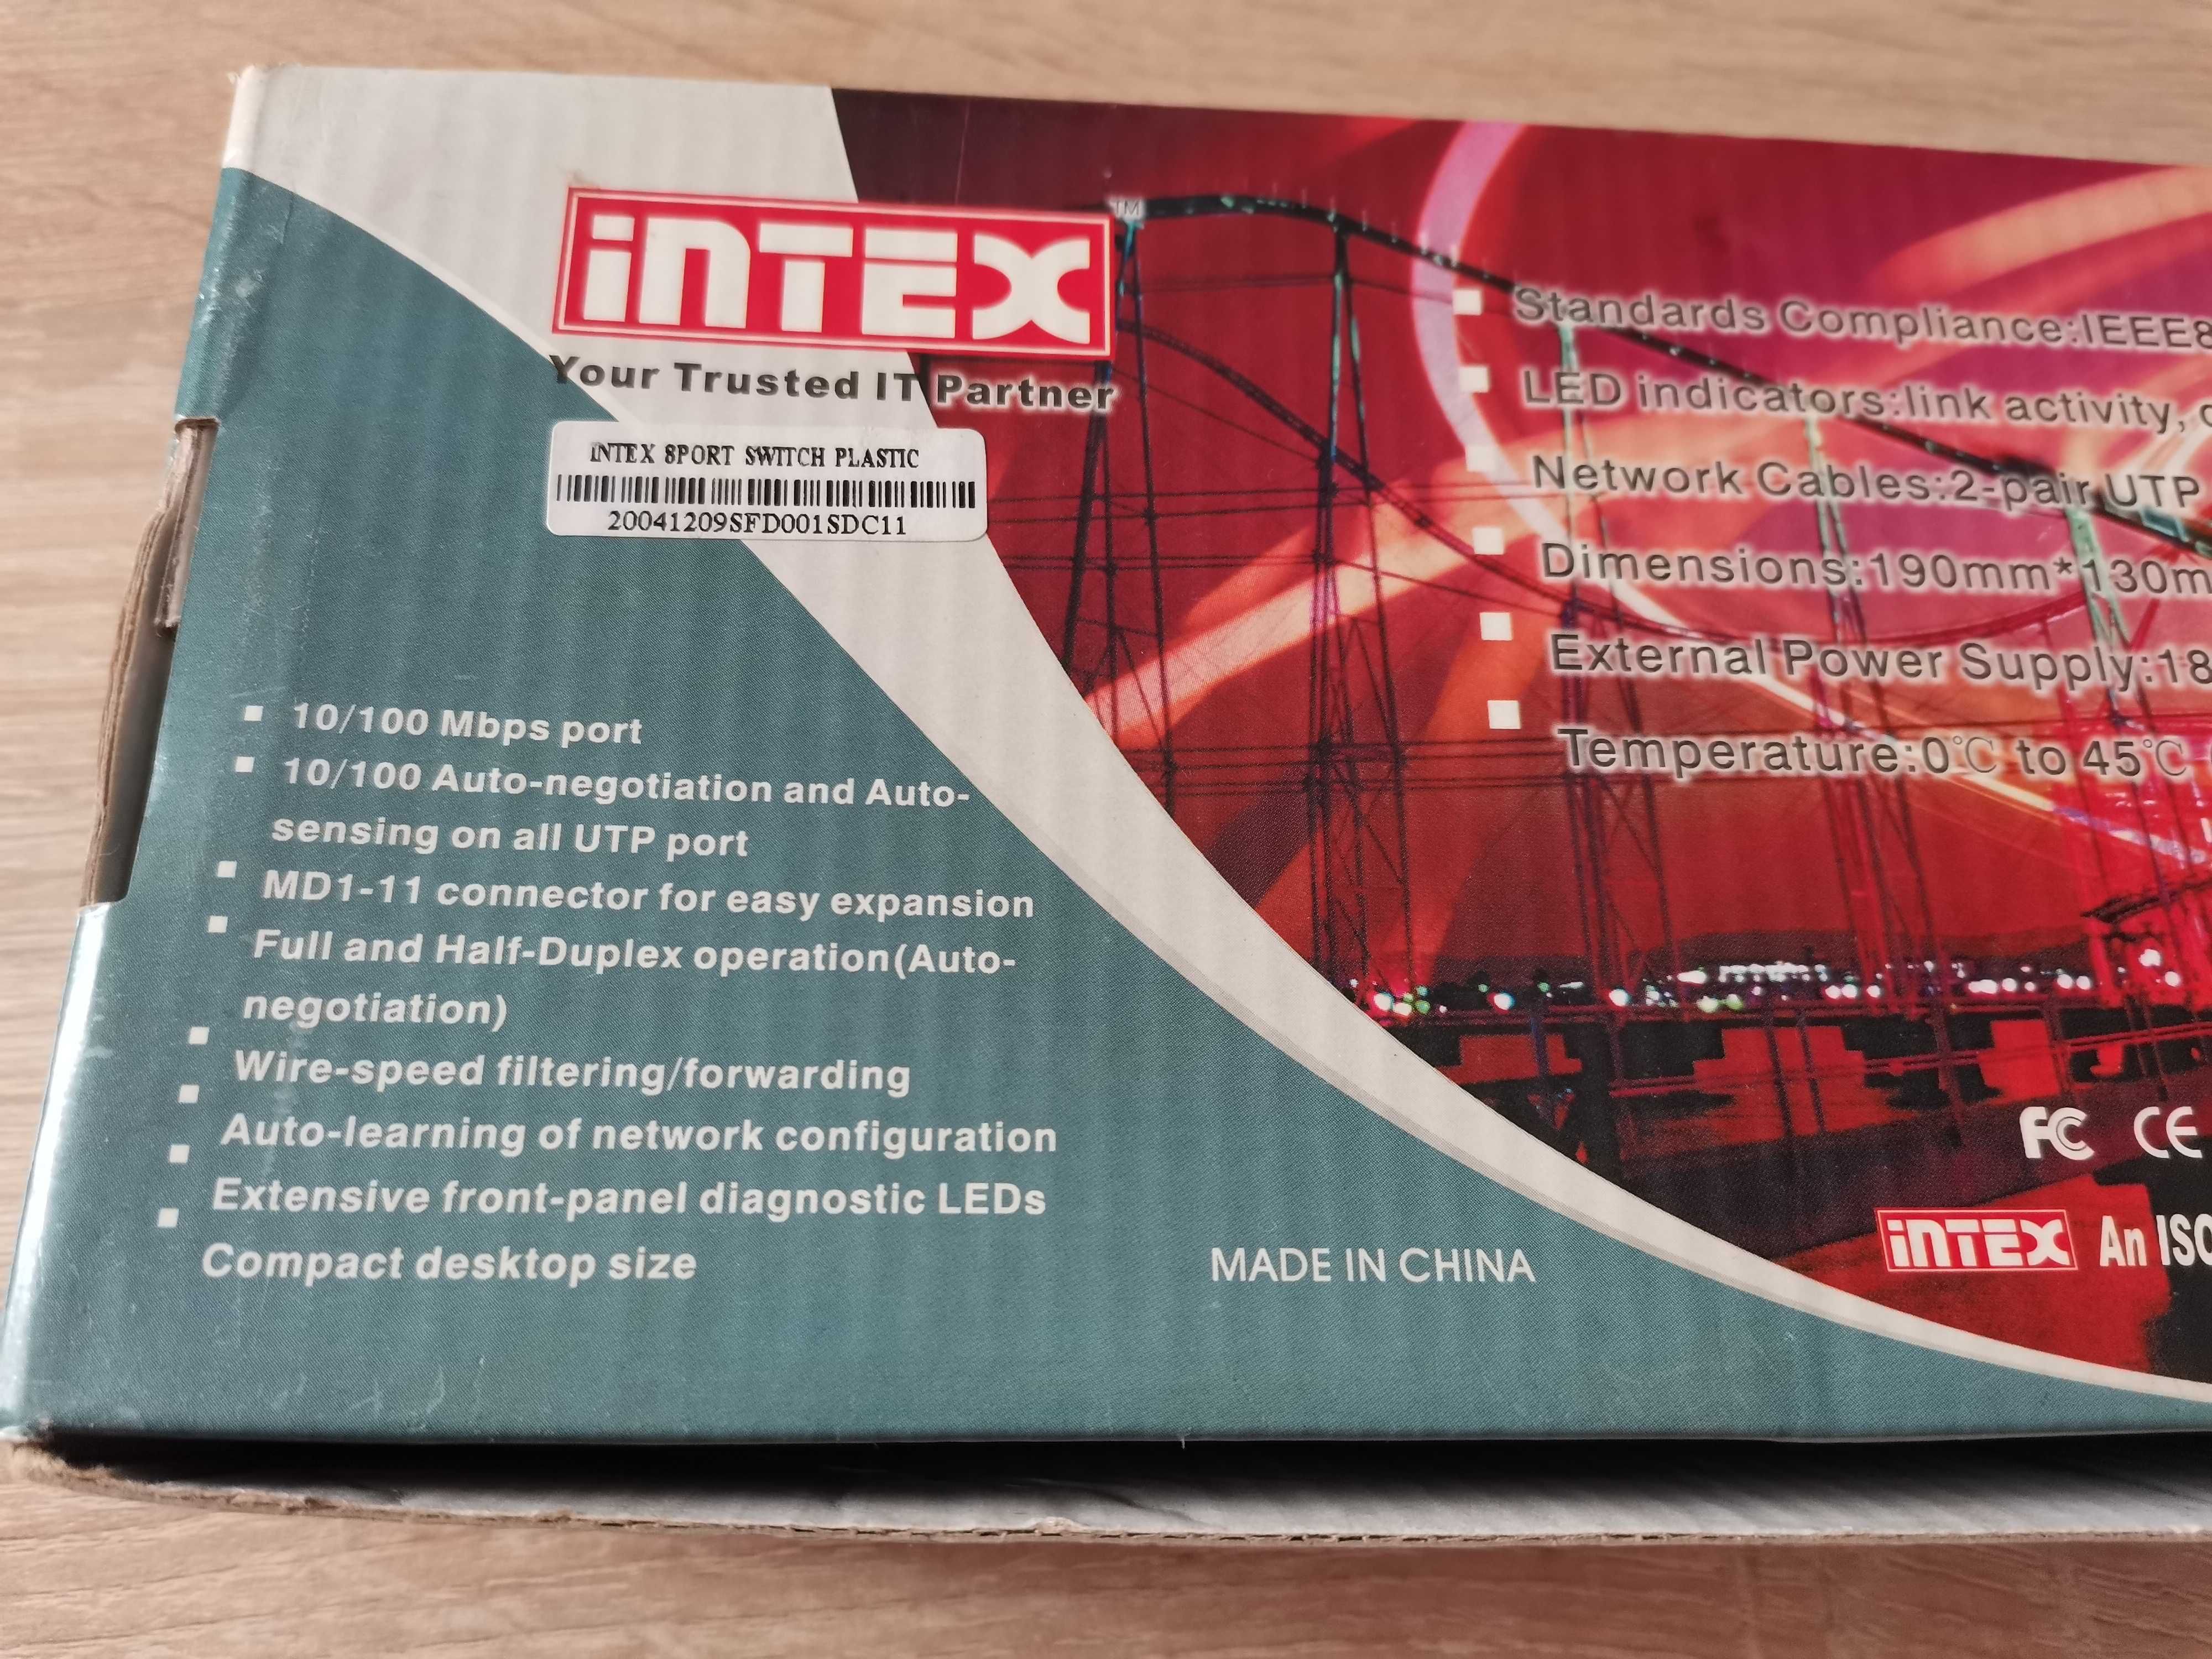 iNTEX
TM
Your Trusted IT Partner
INTEX 8PORT SWITCH PLASTIC
20041209SFD001SDC11
10/100 Mbps port
10/100 Auto-negotiation and Auto-
sensing on all UTP port
MD1-11 connector for easy expansion
Full and Half-Duplex operation(Auto-
negotiation)
Wire-speed filtering/forwarding
Auto-learning of network configuration
Extensive front-panel diagnostic LEDs
Compact desktop size
MADE IN CHINA
Standards Compliance:IEEE8
LED indicators:link activity,
Network Cables:2-pair UTP
Dimensions:190mm*130m
External Power Supply:18
Temperature:0℃ to 45℃
FC CE
iNTEX An ISO